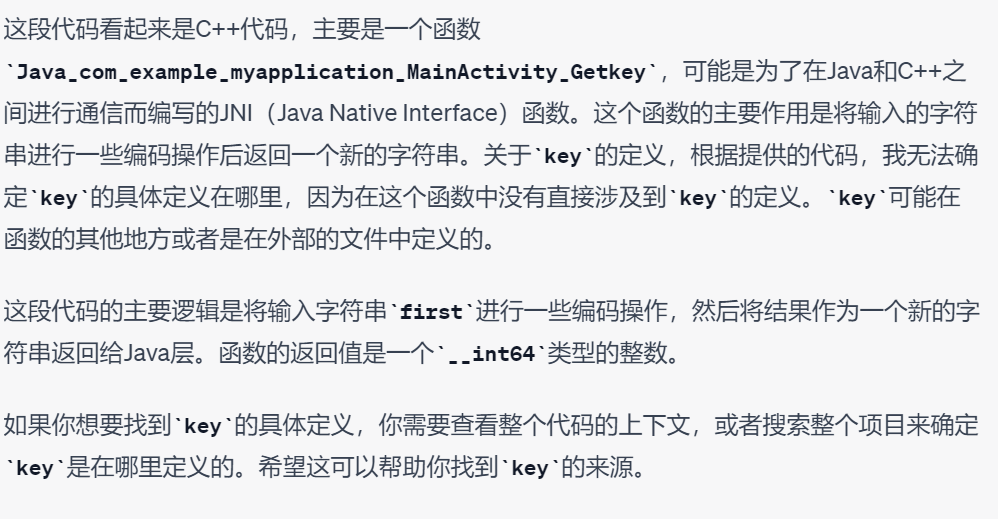 这段代码看起来是C++代码，主要是一个函数
`Java_com_example_myapplication_MainActivity_Getkey`，可能是为了在Java和C++之
间进行通信而编写的JNI（Java Native Interface）函数。这个函数的主要作用是将输入的字符
串进行一些编码操作后返回一个新的字符串。关于`key`的定义，根据提供的代码，我无法确
定`key`的具体定义在哪里，因为在这个函数中没有直接涉及到`key`的定义。`key`可能在
函数的其他地方或者是在外部的文件中定义的。
这段代码的主要逻辑是将输入字符串`first`进行一些编码操作，然后将结果作为一个新的字
符串返回给Java层。函数的返回值是一个`__int64`类型的整数。
如果你想要找到`key`的具体定义，你需要查看整个代码的上下文，或者搜索整个项目来确定
`key`是在哪里定义的。希望这可以帮助你找到`key`的来源。